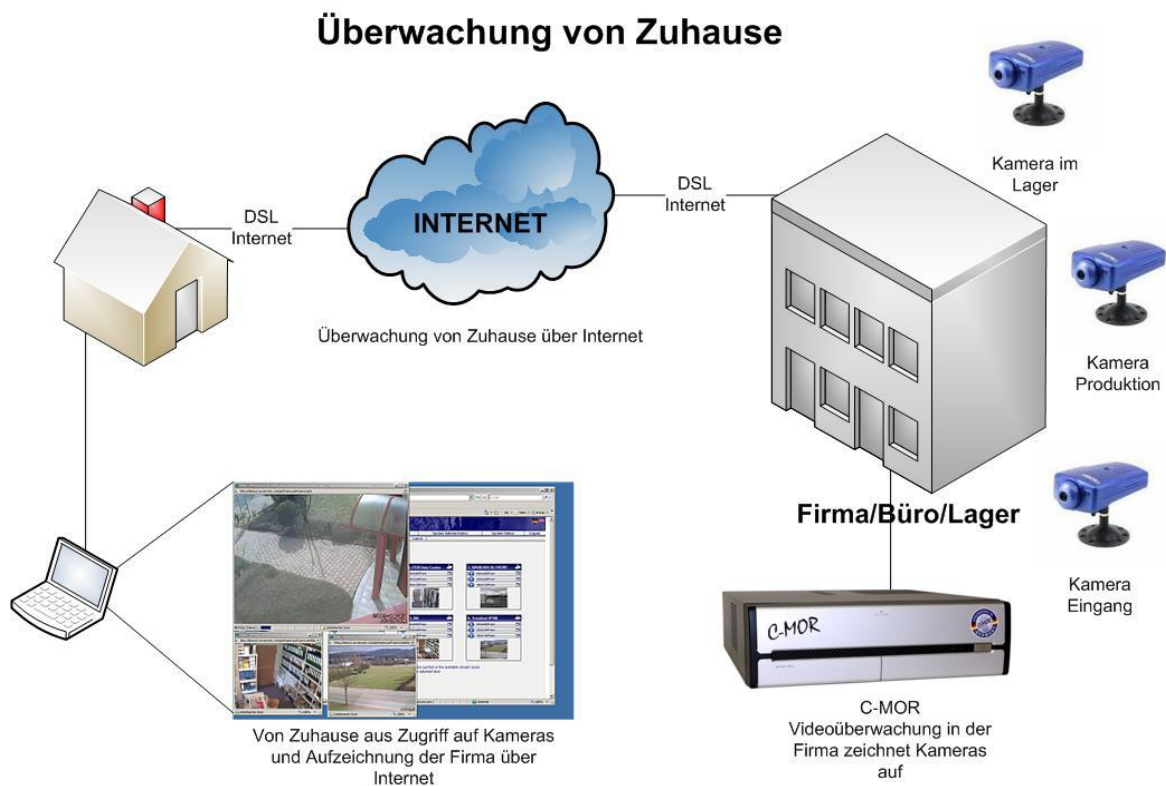 Überwachung von Zuhause
Kamera im
Lager
DSL
Internet
INTERNET
DSL
Internet
Überwachung von Zuhause über Internet
Kamera
Produktion
Firma/Büro/Lager
Kamera
Eingang
C-MOR
C-MOR
Videoüberwachung in der
Firma zeichnet Kameras
auf
Von Zuhause aus Zugriff auf Kameras
und Aufzeichnung der Firma über
Internet